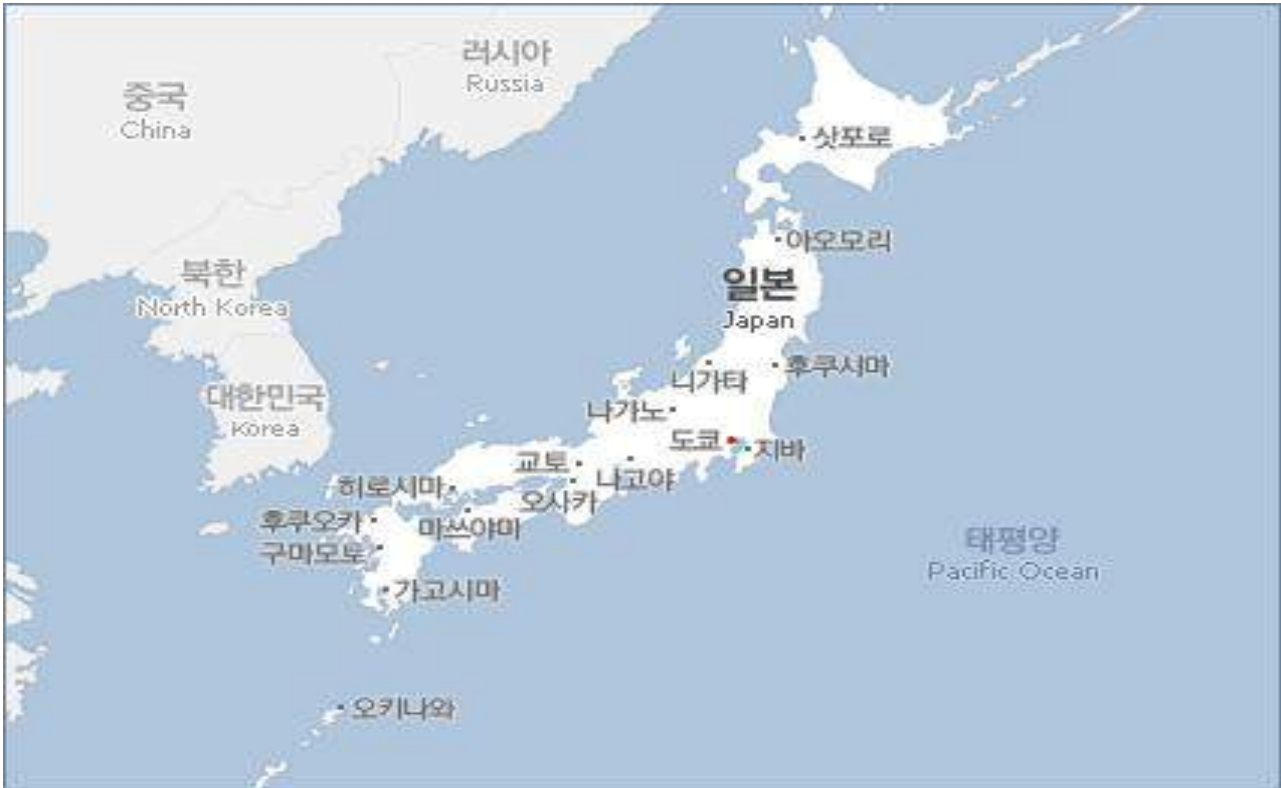 러시아
Russia
중국
China
삿포로
아오모리
북한
North Korea
일본
Japan
후쿠시마
니가타
대한민국
Korea
나가노
도쿄
지바
교토
나고야
히로시마
오사카
후쿠오카
마쓰야마
구마모토
태평양
Pacific Ocean
가고시마
오키나와